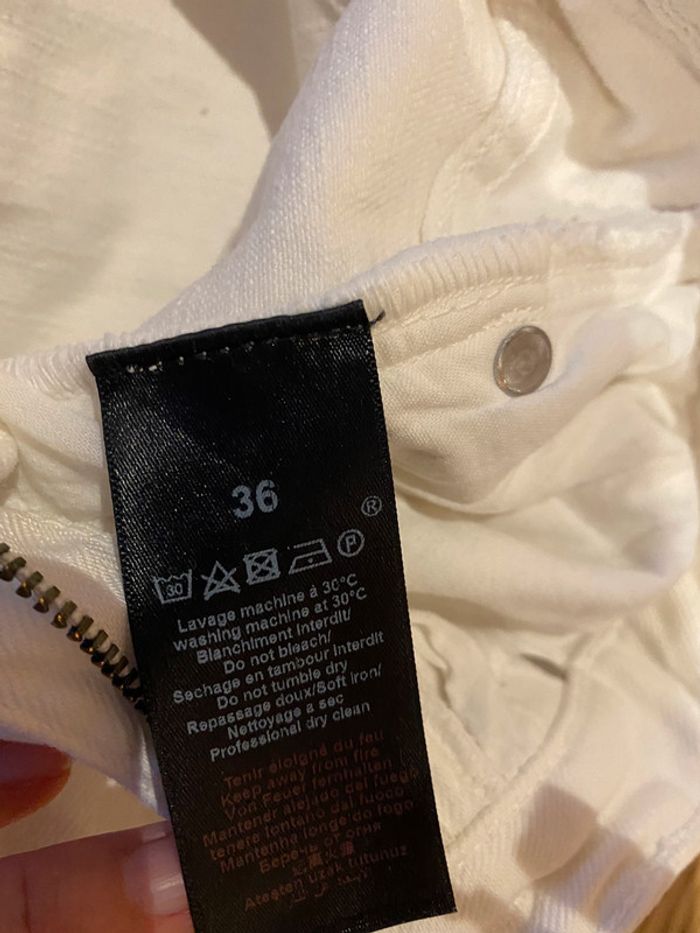 36
®
30 P
Lavage machine à 30°C
washing machine at 30°C
Blanchiment interdit/
Do not bleach/
Sechage en tambour interdit
Do not tumble dry
Repassage doux/Soft iron/
Nettoyage a sec
Professional dry clean
Tenir éloigné du feu
Keep away from fire
Von Feuer fernhalten
Mantener alejado del fuego
tenere lontano dal fuoco
Mantenha longe do fogo
Беречь от огня
Ateşten uzak tutunuz